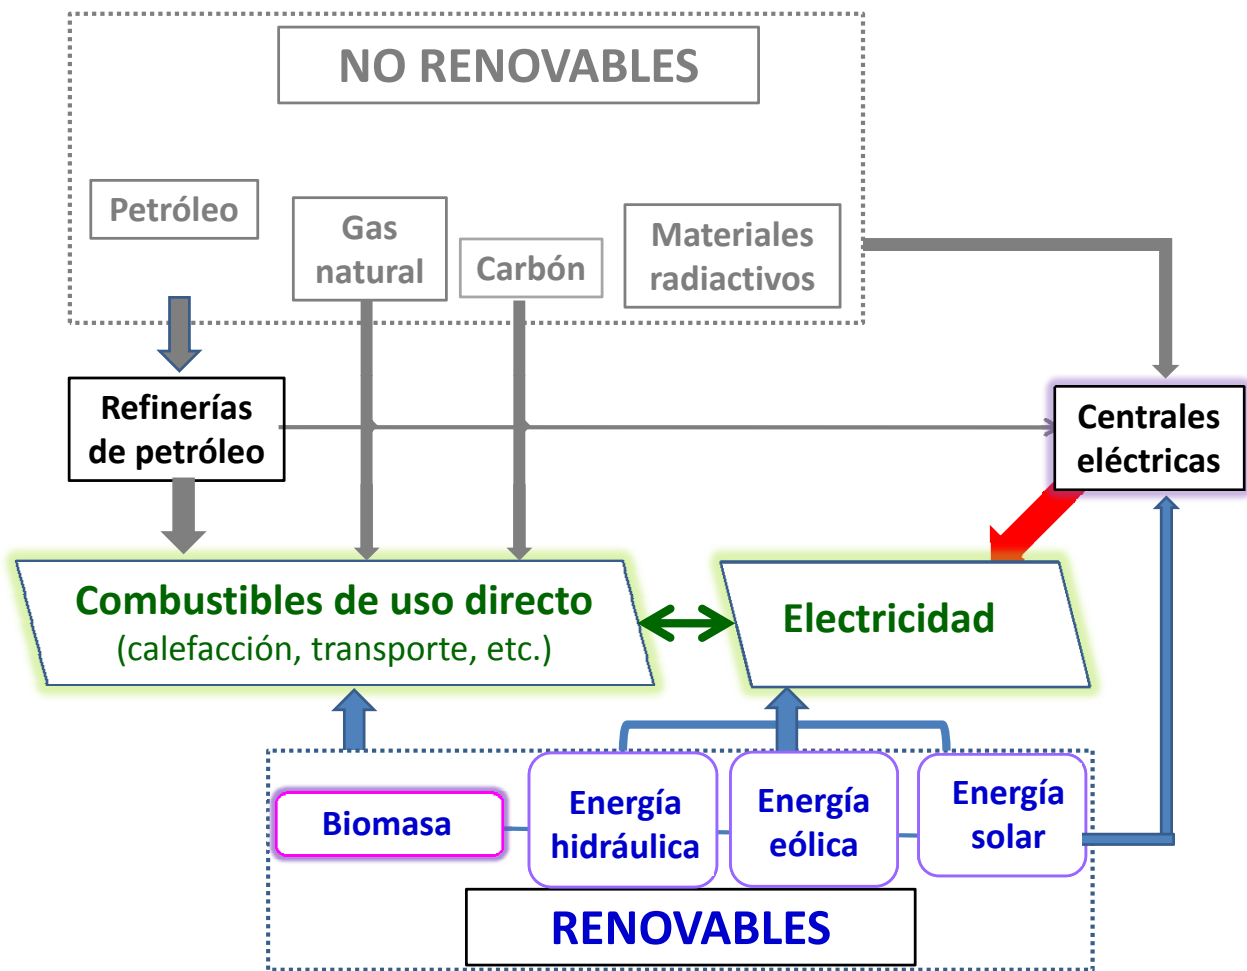 NO RENOVABLES
Petróleo
Gas
natural
Carbón
Materiales
radiactivos
Refinerías
de petróleo
Centrales
eléctricas
Combustibles de uso directo
(calefacción, transporte, etc.)
Electricidad
Biomasa
Energía
hidráulica
Energía
eólica
Energía
solar
RENOVABLES